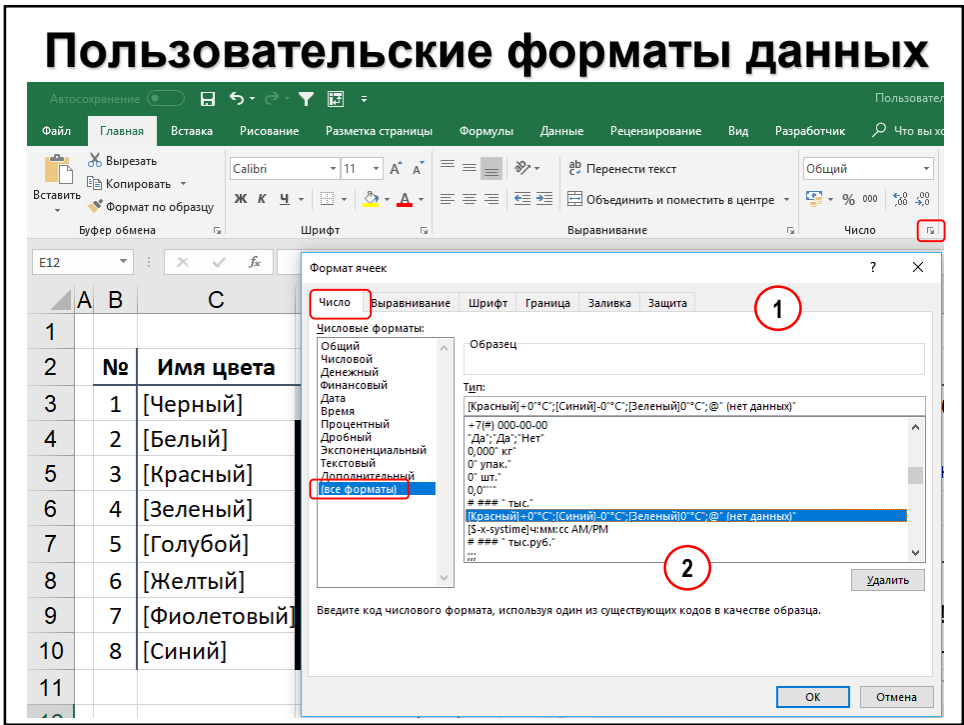 Пользовательские форматы данных
Автосохранение
Пользовател
Файл Главная Вставка Рисование Разметка страницы Формулы Данные Рецензирование Вид Разработчик Что вы хо
Вставить
Вырезать
Копировать
Формат по образцу
Буфер обмена
Calibri 11
Ж К Ч
Шрифт
Перенести текст
Объединить и поместить в центре
Выравнивание
Общий
% 000
Число
E12 fx
A B C
1
2 № Имя цвета
3 1 [Черный]
4 2 [Белый]
5 3 [Красный]
6 4 [Зеленый]
7 5 [Голубой]
8 6 [Желтый]
9 7 [Фиолетовый]
10 8 [Синий]
11
Формат ячеек ? ×
Число Выравнивание Шрифт Граница Заливка Защита
1
Числовые форматы:
Общий
Числовой
Денежный
Финансовый
Дата
Время
Процентный
Дробный
Экспоненциальный
Текстовый
Дополнительный
(все форматы)
Образец
Тип:
[Красный]+0"°C";[Синий]-0"°C";[Зеленый]0"°C";@" (нет данных)"
+7(#) 000-00-00
"Да";"Да";"Нет"
0,000" кг"
0" упак."
0" шт."
0,0""""
# ### " тыс."
[Красный]+0"°C";[Синий]-0"°C";[Зеленый]0"°C";@" (нет данных)"
[$-x-systime]ч:мм:сс AM/PM
# ### " тыс.руб."
;;;
2
Удалить
Введите код числового формата, используя один из существующих кодов в качестве образца.
ОК Отмена